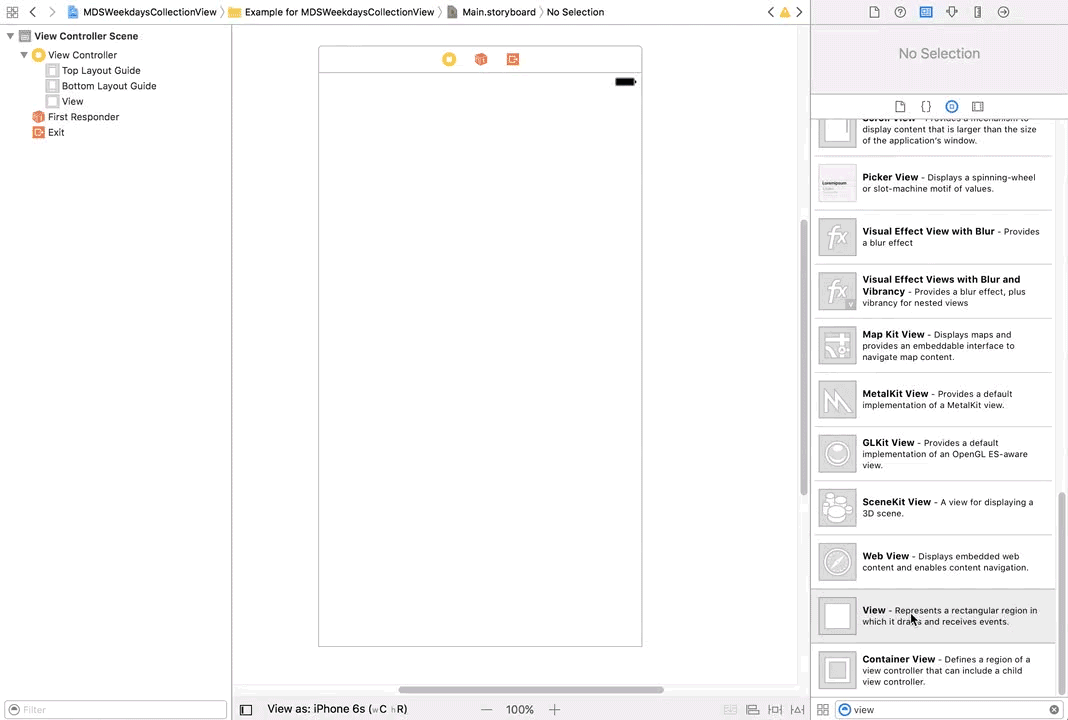 MDSWeekdaysCollectionView 〉 Example for MDSWeekdaysCollectionView 〉 Main.storyboard 〉 No Selection
View Controller Scene
View Controller
Top Layout Guide
Bottom Layout Guide
View
First Responder
Exit
Filter
View as: iPhone 6s (wC hR)
— 100% +
No Selection
Scroll View - Provides a mechanism to
display content that is larger than the size
of the application's window.
Loremipsum
Picker View - Displays a spinning-wheel
or slot-machine motif of values.
fx
Visual Effect View with Blur - Provides
a blur effect
fx
v
Visual Effect Views with Blur and
Vibrancy - Provides a blur effect, plus
vibrancy for nested views
Map Kit View - Displays maps and
provides an embeddable interface to
navigate map content.
MetalKit View - Provides a default
implementation of a MetalKit view.
GLKit View - Provides a default
implementation of an OpenGL ES-aware
view.
SceneKit View - A view for displaying a
3D scene.
Web View - Displays embedded web
content and enables content navigation.
View - Represents a rectangular region in
which it draws and receives events.
Container View - Defines a region of a
view controller that can include a child
view controller.
view